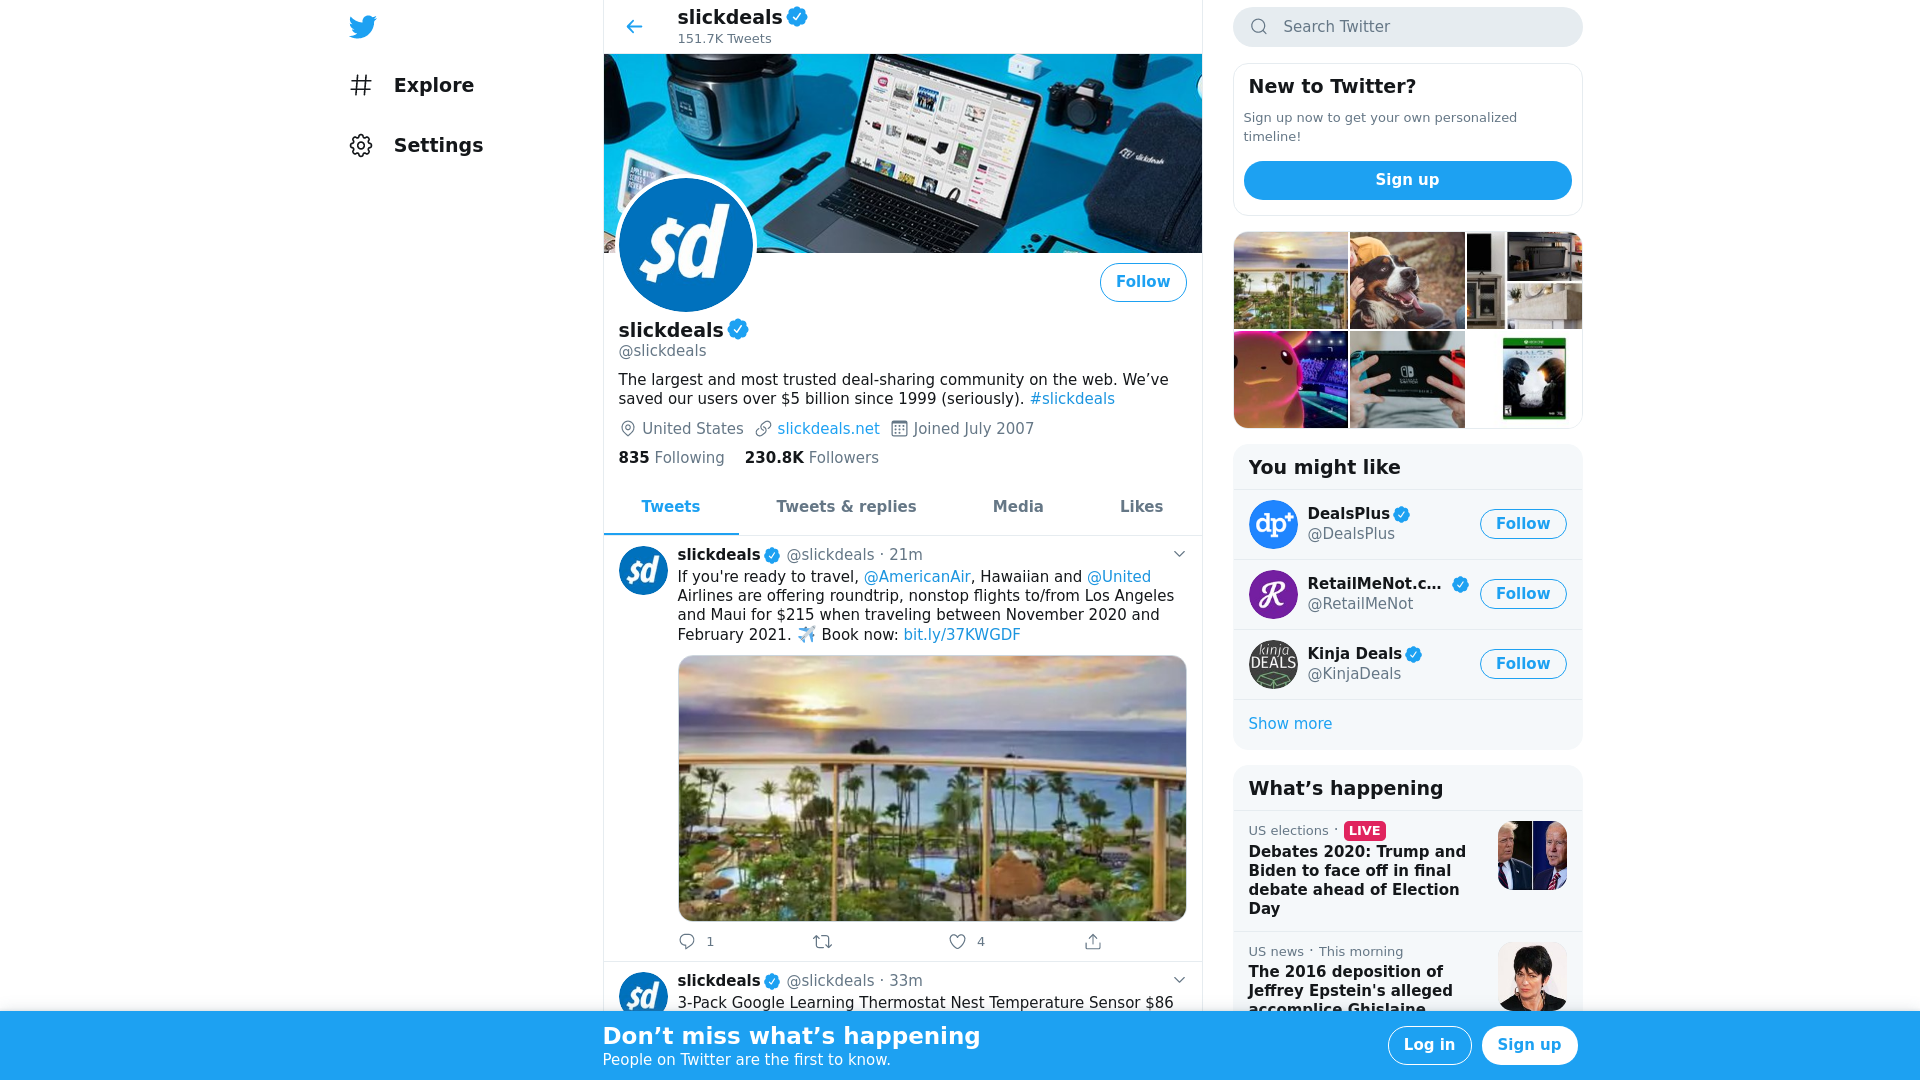 Explore
Settings
slickdeals
151.7K Tweets
$d
Follow
slickdeals
@slickdeals
The largest and most trusted deal-sharing community on the web. We’ve
saved our users over $5 billion since 1999 (seriously). #slickdeals
United States slickdeals.net Joined July 2007
835 Following 230.8K Followers
Tweets Tweets & replies Media Likes
$d
slickdeals @slickdeals · 21m
If you're ready to travel, @AmericanAir, Hawaiian and @United
Airlines are offering roundtrip, nonstop flights to/from Los Angeles
and Maui for $215 when traveling between November 2020 and
February 2021. ✈️ Book now: bit.ly/37KWGDF
1 4
$d
slickdeals @slickdeals · 33m
3-Pack Google Learning Thermostat Nest Temperature Sensor $86
Search Twitter
New to Twitter?
Sign up now to get your own personalized
timeline!
Sign up
You might like
dp+
DealsPlus
@DealsPlus
Follow
RetailMeNot.c…
@RetailMeNot
Follow
kinja
DEALS
Kinja Deals
@KinjaDeals
Follow
Show more
What’s happening
US elections · LIVE
Debates 2020: Trump and
Biden to face off in final
debate ahead of Election
Day
US news · This morning
The 2016 deposition of
Jeffrey Epstein's alleged
accomplice Ghislaine
Don’t miss what’s happening
People on Twitter are the first to know.
Log in
Sign up